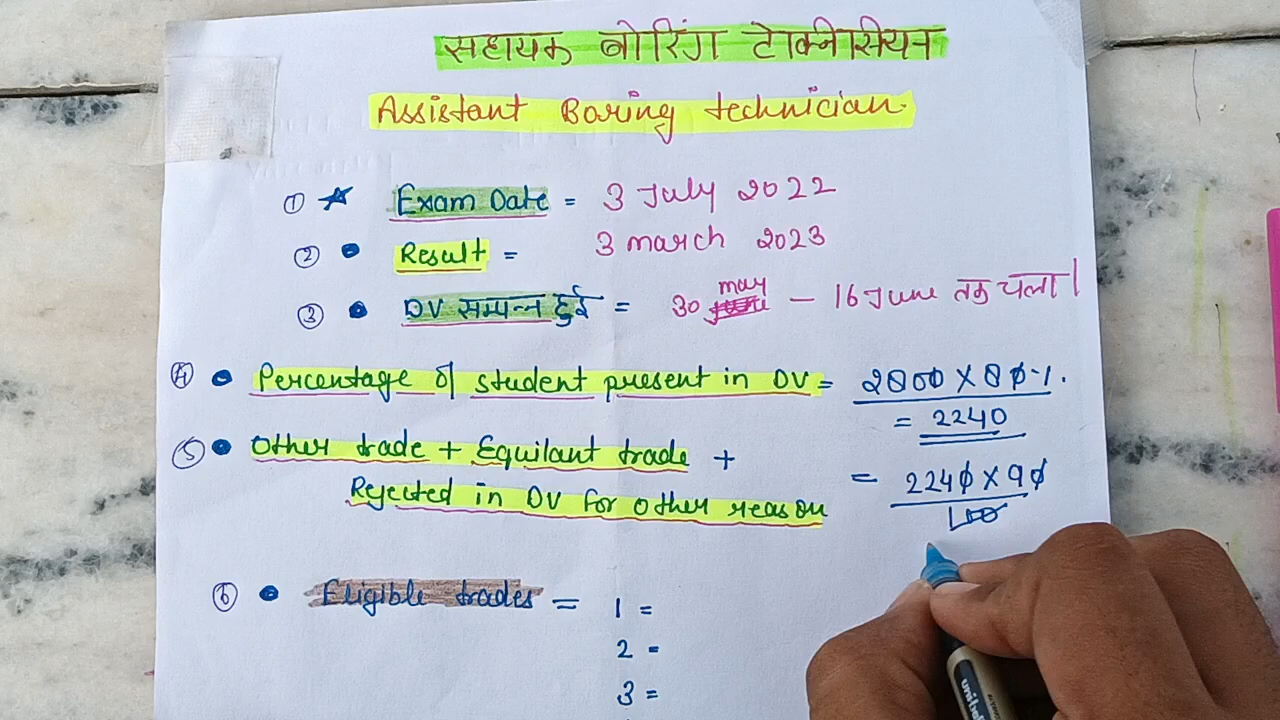 सहायक बोरिंग टेक्नीसीयन
Assistant Boring technician.
① Exam Date = 3 July 2022
② Result = 3 march 2023
③ DV सम्पन्न हुई = 30 may — 16 June तक चला।
④ Percentage of student present in DV = 2800 X 80%.
= 2240
⑤ Other trade + Equilant trade +
Rejected in DV for other reason
= 2240 X 90
100
⑥ Eligible trades = 1 =
2 =
3 =